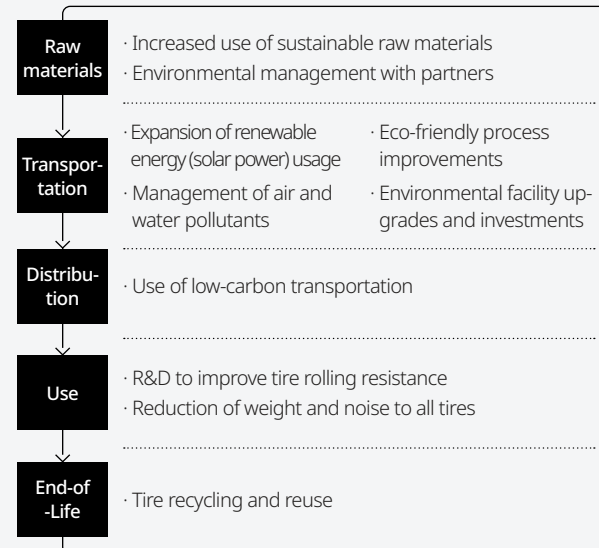 Raw
materials
· Increased use of sustainable raw materials
· Environmental management with partners
Transpor-
tation
· Expansion of renewable
energy (solar power) usage
· Management of air and
water pollutants
· Eco-friendly process
improvements
· Environmental facility up-
grades and investments
Distribu-
tion
· Use of low-carbon transportation
Use
· R&D to improve tire rolling resistance
· Reduction of weight and noise to all tires
End-of
-Life
· Tire recycling and reuse